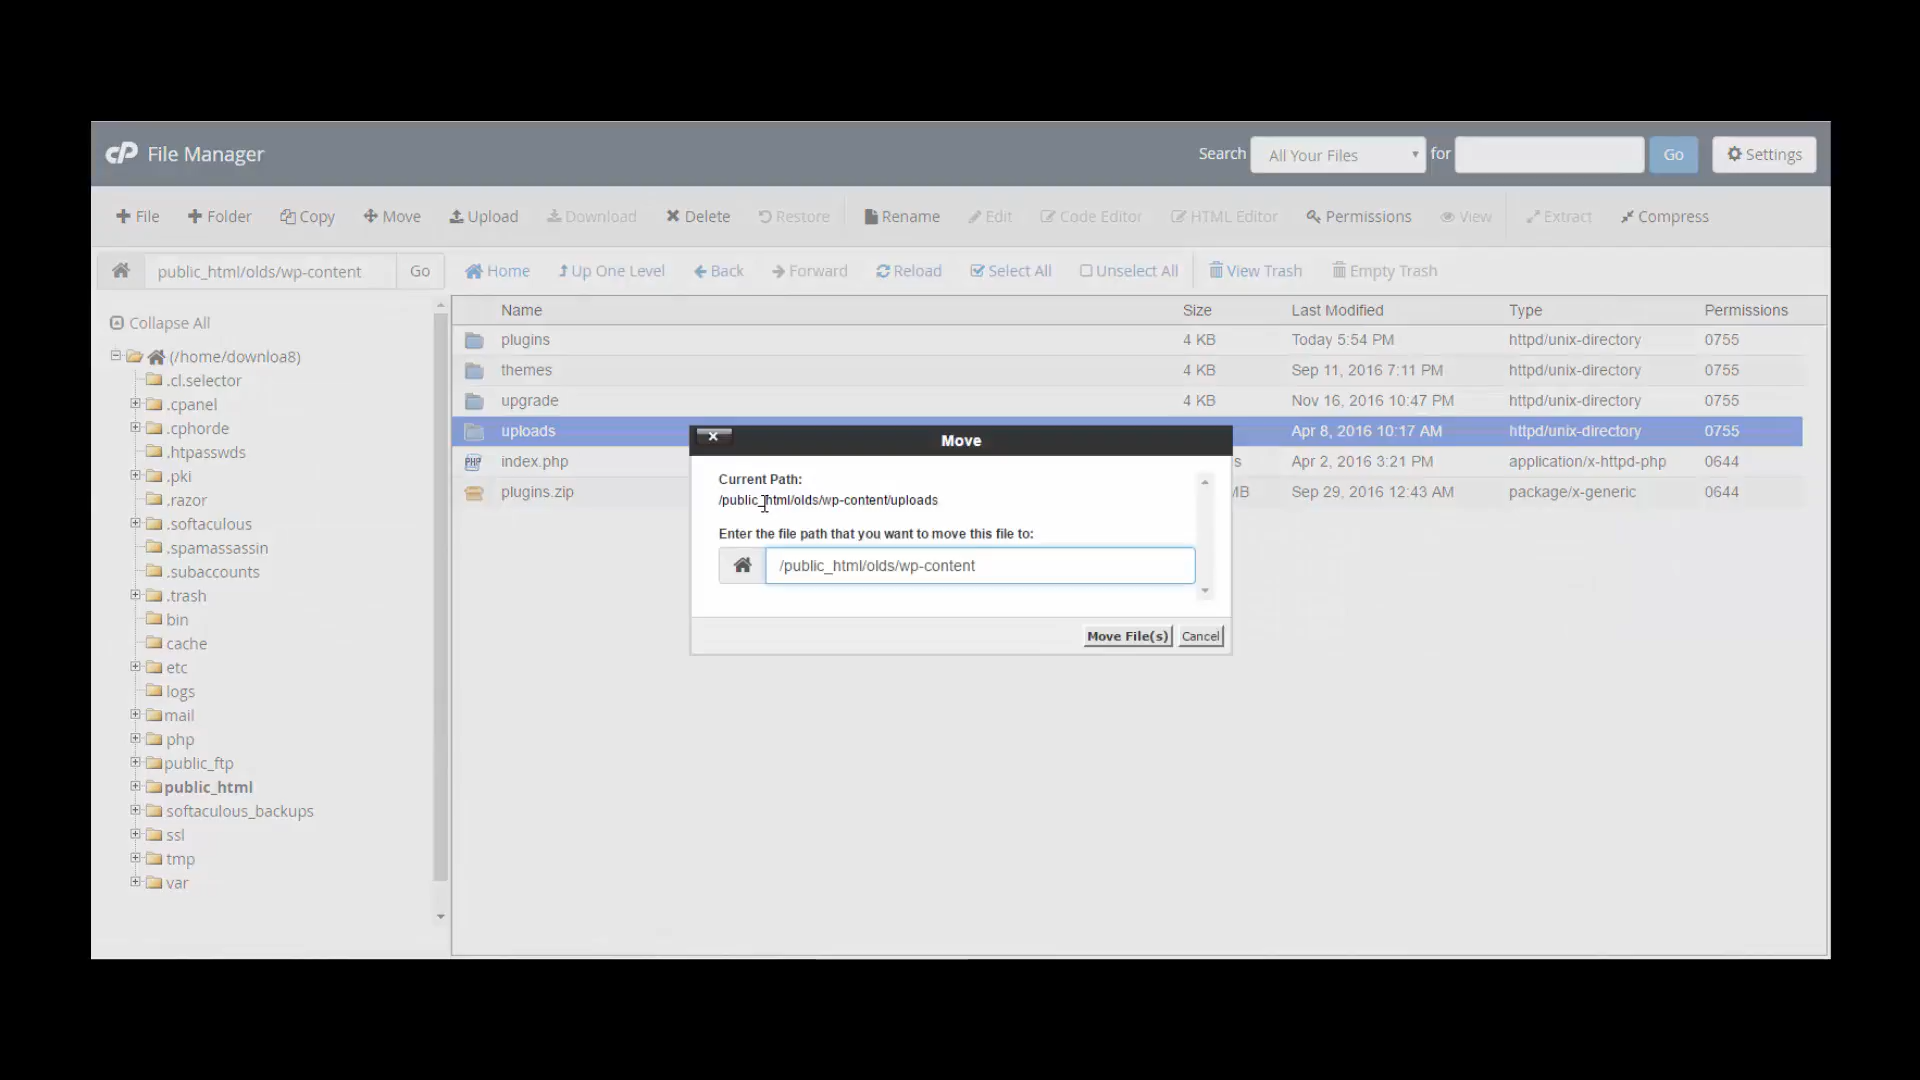 cP File Manager
Search All Your Files for Go Settings
File Folder Copy Move Upload Download Delete Restore Rename Edit Code Editor HTML Editor Permissions View Extract Compress
public_html/olds/wp-content Go Home Up One Level Back Forward Reload Select All Unselect All View Trash Empty Trash
Collapse All
(/home/downloa8)
.cl.selector
.cpanel
.cphorde
.htpasswds
.pki
.razor
.softaculous
.spamassassin
.subaccounts
.trash
bin
cache
etc
logs
mail
php
public_ftp
public_html
softaculous_backups
ssl
tmp
var
Name Size Last Modified Type Permissions
plugins 4 KB Today 5:54 PM httpd/unix-directory 0755
themes 4 KB Sep 11, 2016 7:11 PM httpd/unix-directory 0755
upgrade 4 KB Nov 16, 2016 10:47 PM httpd/unix-directory 0755
uploads Apr 8, 2016 10:17 AM httpd/unix-directory 0755
index.php s Apr 2, 2016 3:21 PM application/x-httpd-php 0644
plugins.zip MB Sep 29, 2016 12:43 AM package/x-generic 0644
Move
Current Path:
/public_html/olds/wp-content/uploads
Enter the file path that you want to move this file to:
/public_html/olds/wp-content
Move File(s) Cancel